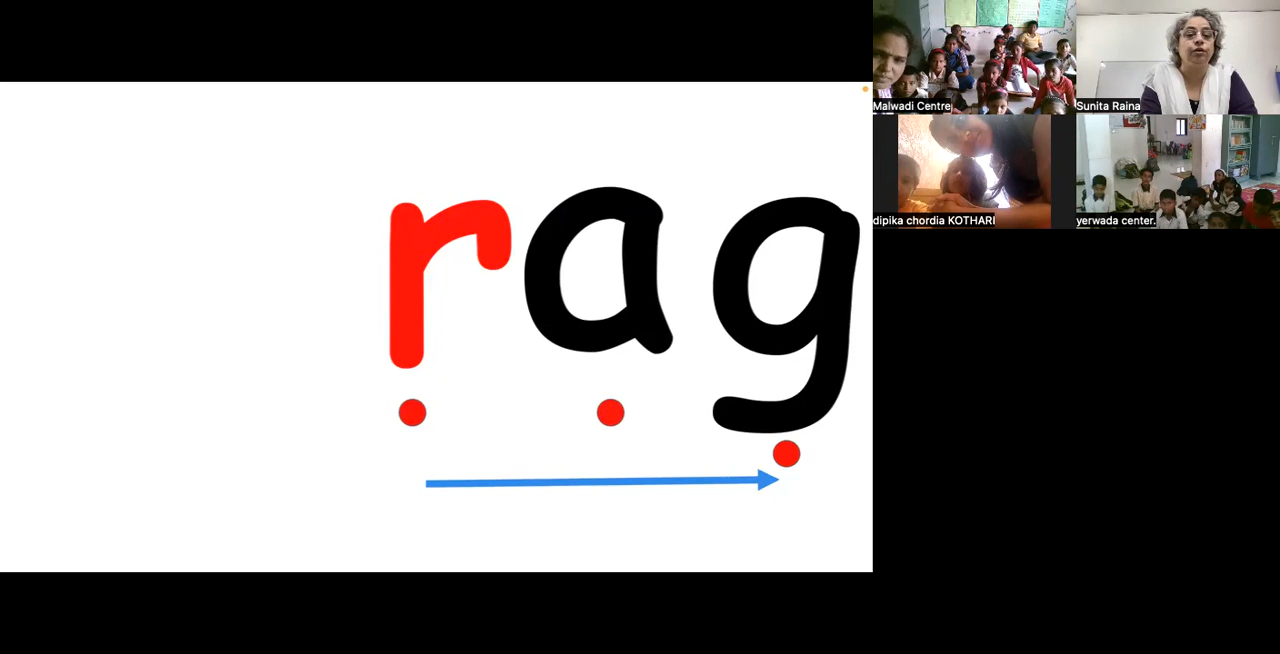 rag
Malwadi Centre
Sunita Raina
dipika chordia KOTHARI
yerwada center.